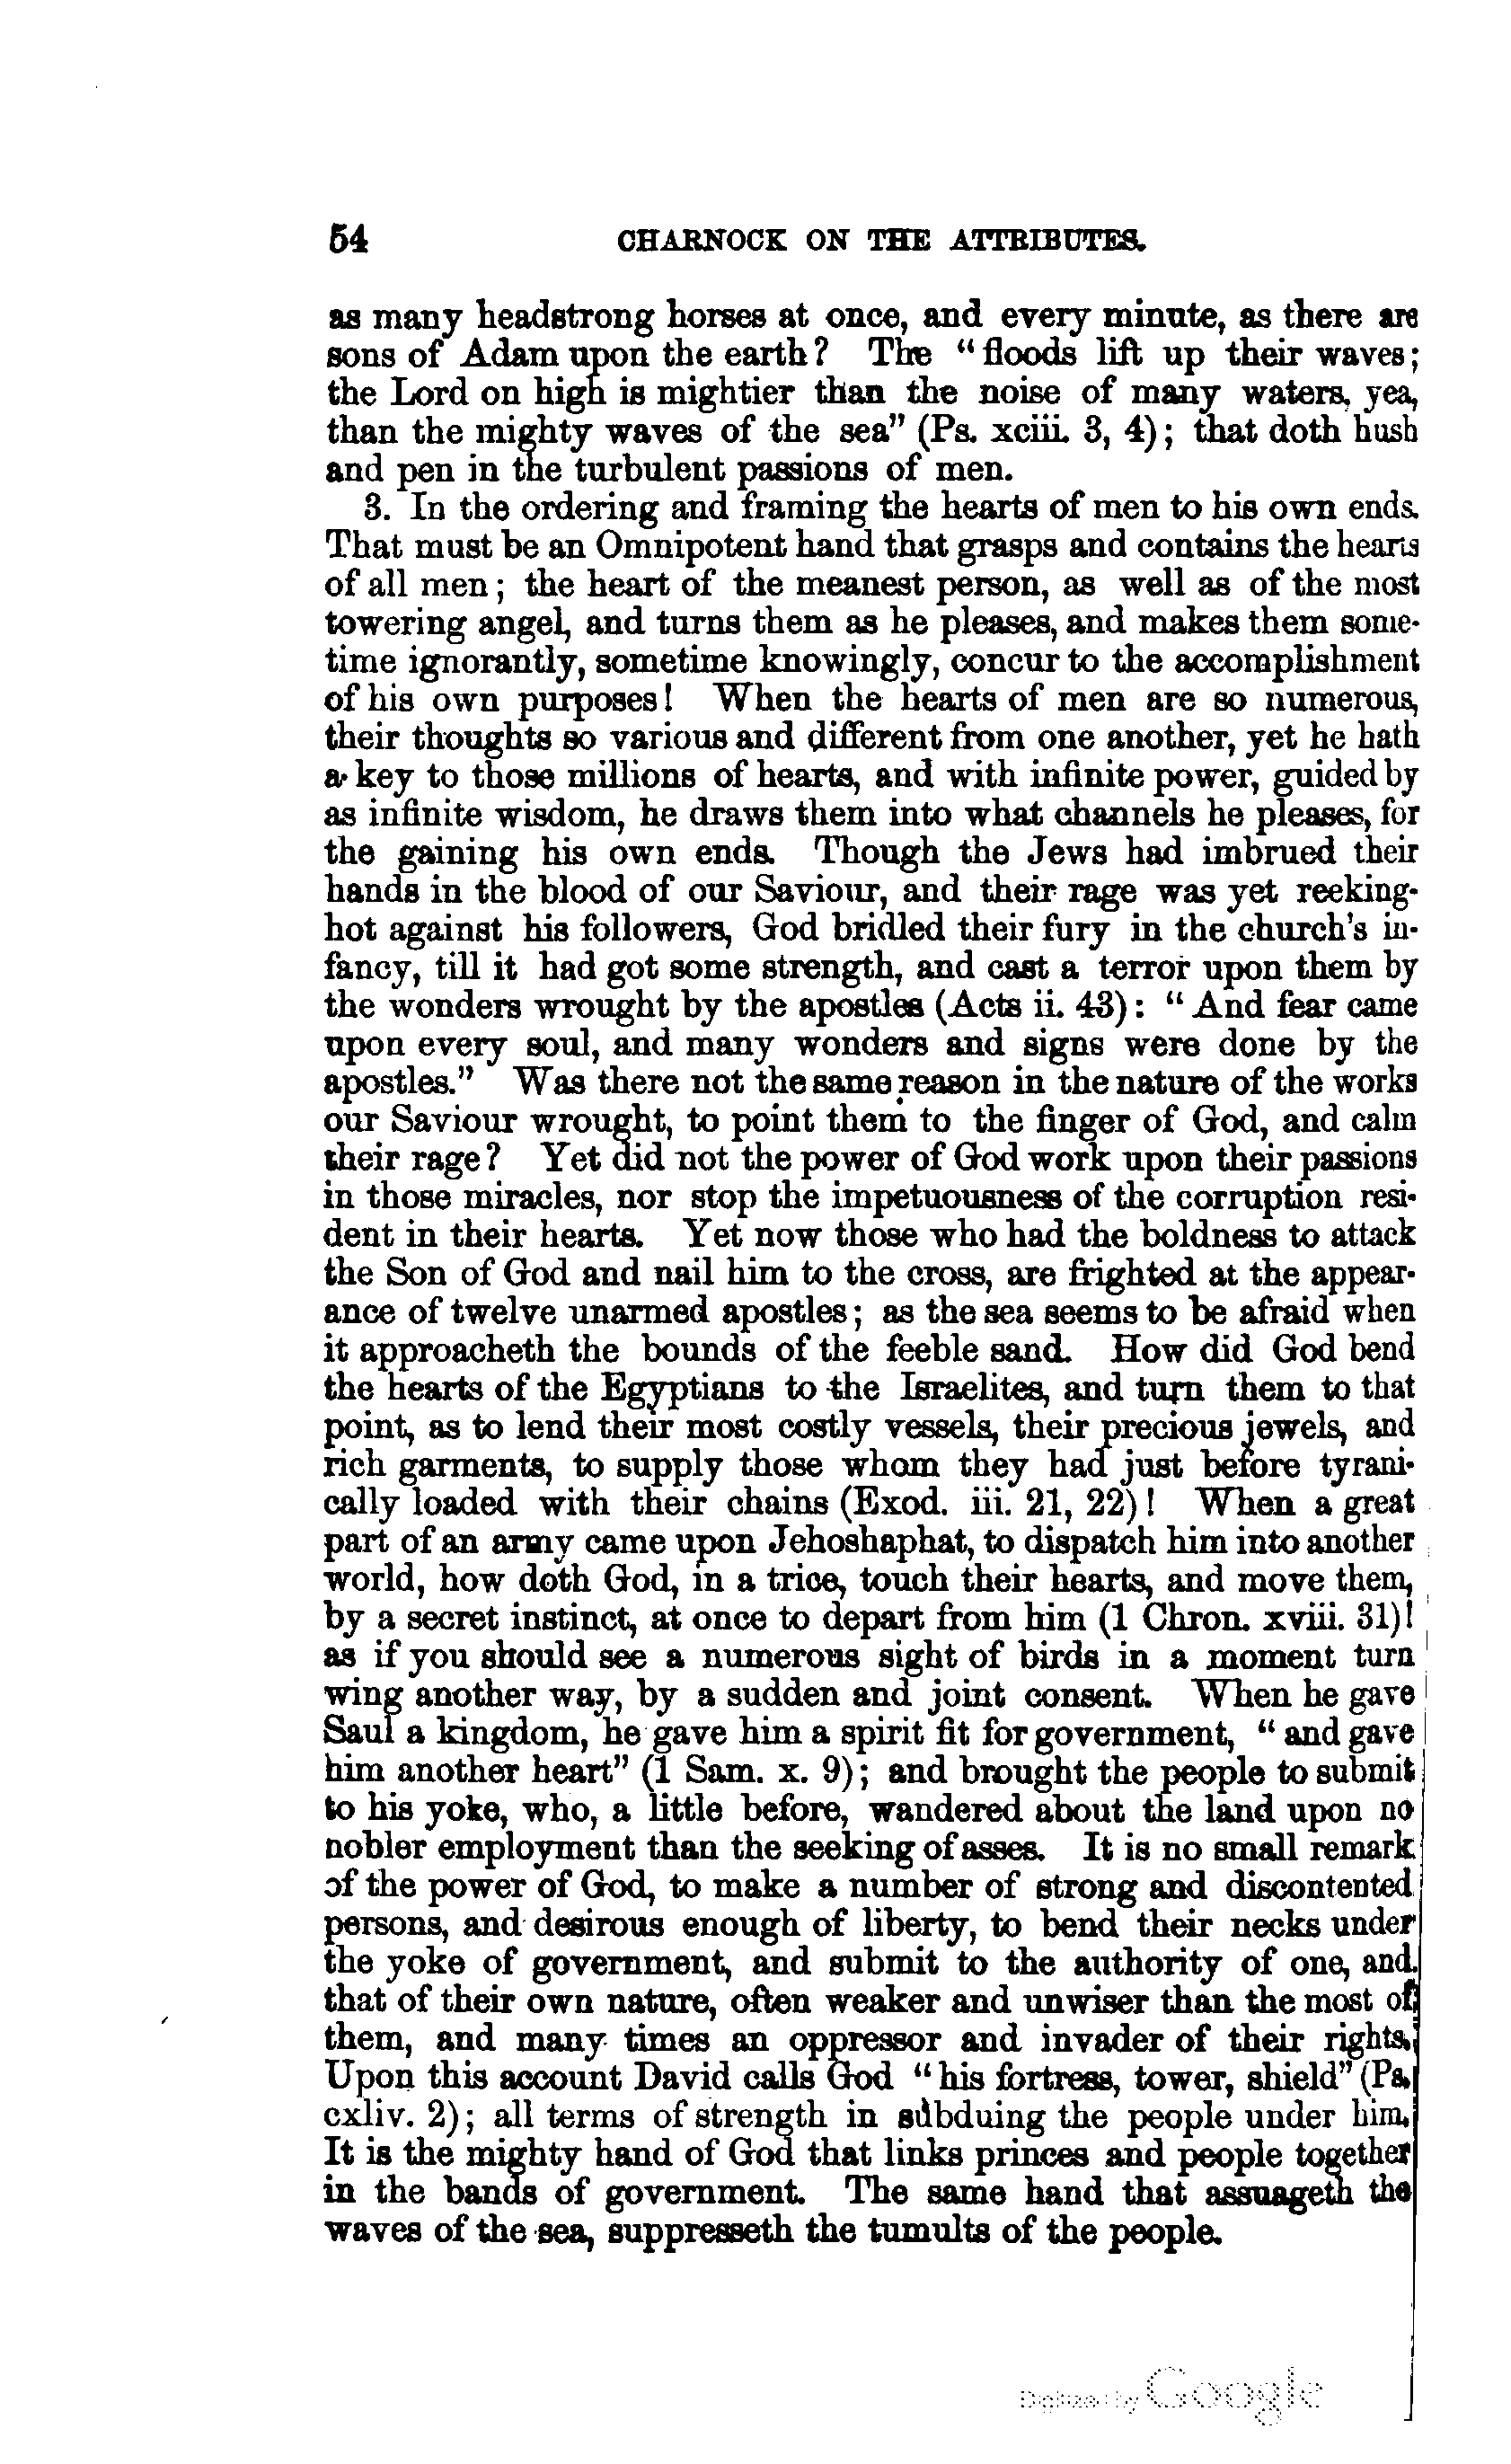 54 CHARNOCK ON THE ATTRIBUTES.
as many headstrong horses at once, and every minute, as there are
sons of Adam upon the earth? The "floods lift up their waves;
the Lord on high is mightier than the noise of many waters, yea,
than the mighty waves of the sea" (Ps. xciii. 3, 4); that doth hush
and pen in the turbulent passions of men.
3. In the ordering and framing the hearts of men to his own ends.
That must be an Omnipotent hand that grasps and contains the hearts
of all men; the heart of the meanest person, as well as of the most
towering angel, and turns them as he pleases, and makes them some-
time ignorantly, sometime knowingly, concur to the accomplishment
of his own purposes! When the hearts of men are so numerous,
their thoughts so various and different from one another, yet he hath
a key to those millions of hearts, and with infinite power, guided by
as infinite wisdom, he draws them into what channels he pleases, for
the gaining his own ends. Though the Jews had imbrued their
hands in the blood of our Saviour, and their rage was yet reeking-
hot against his followers, God bridled their fury in the church's in-
fancy, till it had got some strength, and cast a terror upon them by
the wonders wrought by the apostles (Acts ii. 43): "And fear came
upon every soul, and many wonders and signs were done by the
apostles." Was there not the same reason in the nature of the works
our Saviour wrought, to point them to the finger of God, and calm
their rage? Yet did not the power of God work upon their passions
in those miracles, nor stop the impetuousness of the corruption resi-
dent in their hearts. Yet now those who had the boldness to attack
the Son of God and nail him to the cross, are frighted at the appear-
ance of twelve unarmed apostles; as the sea seems to be afraid when
it approacheth the bounds of the feeble sand. How did God bend
the hearts of the Egyptians to the Israelites, and turn them to that
point, as to lend their most costly vessels, their precious jewels, and
rich garments, to supply those whom they had just before tyrani-
cally loaded with their chains (Exod. iii. 21, 22)! When a great
part of an army came upon Jehoshaphat, to dispatch him into another
world, how doth God, in a trice, touch their hearts, and move them,
by a secret instinct, at once to depart from him (1 Chron. xviii. 31)!
as if you should see a numerous sight of birds in a moment turn
wing another way, by a sudden and joint consent. When he gave
Saul a kingdom, he gave him a spirit fit for government, "and gave
him another heart" (1 Sam. x. 9); and brought the people to submit
to his yoke, who, a little before, wandered about the land upon no
nobler employment than the seeking of asses. It is no small remark
of the power of God, to make a number of strong and discontented
persons, and desirous enough of liberty, to bend their necks under
the yoke of government, and submit to the authority of one, and
that of their own nature, often weaker and unwiser than the most of
them, and many times an oppressor and invader of their rights.
Upon this account David calls God "his fortress, tower, shield" (Ps.
cxliv. 2); all terms of strength in subduing the people under him.
It is the mighty hand of God that links princes and people together
in the bands of government. The same hand that assuageth the
waves of the sea, suppresseth the tumults of the people.
Digitized by Google